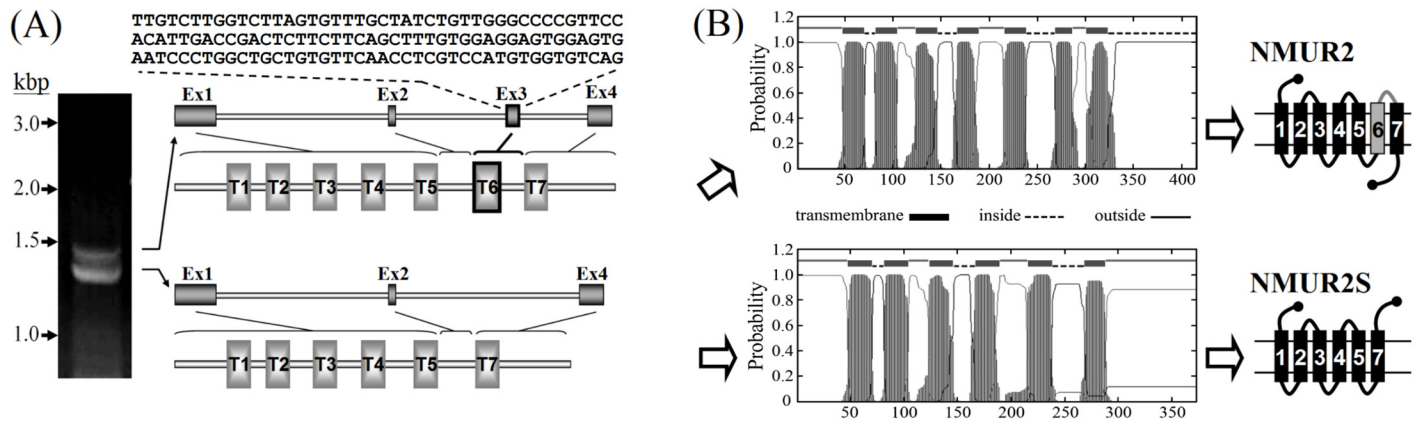 (A)
TTGTCTTGGTCTTAGTGTTTGCTATCTGTTGGGCCCCGTTCC
ACATTGACCGACTCTTCTTCAGCTTTGTGGAGGAGTGGAGTG
AATCCCTGGCTGCTGTGTTCAACCTCGTCCATGTGGTGTCAG
kbp
3.0
2.0
1.5
1.0
Ex1 Ex2 Ex3 Ex4
T1 T2 T3 T4 T5 T6 T7
Ex1 Ex2 Ex4
T1 T2 T3 T4 T5 T7
(B)
Probability
1.2
1.0
0.8
0.6
0.4
0.2
0
50 100 150 200 250 300 350 400
transmembrane inside outside
Probability
1.2
1.0
0.8
0.6
0.4
0.2
0
50 100 150 200 250 300 350
NMUR2
1 2 3 4 5 6 7
NMUR2S
1 2 3 4 5 7